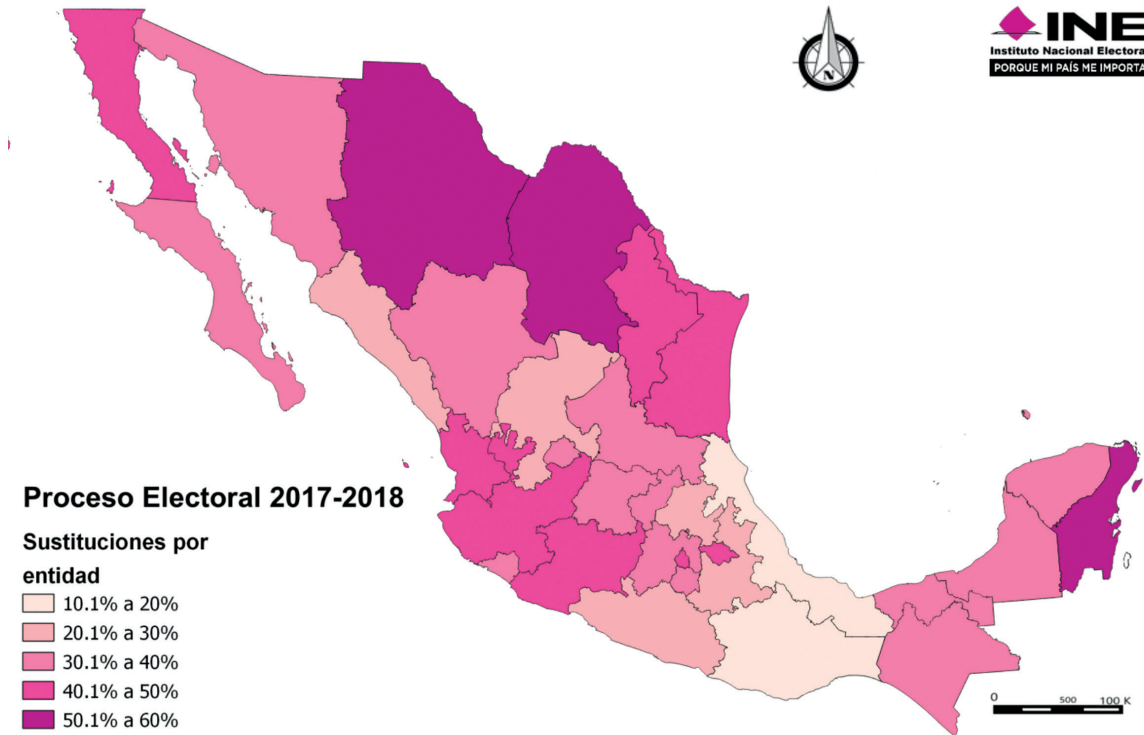 N
INE
Instituto Nacional Electora
PORQUE MI PAÍS ME IMPORTA
Proceso Electoral 2017-2018
Sustituciones por
entidad
10.1% a 20%
20.1% a 30%
30.1% a 40%
40.1% a 50%
50.1% a 60%
0 500 100 K